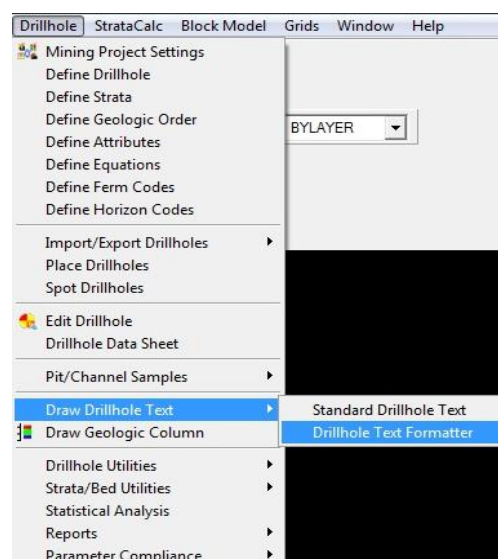 Drillhole StrataCalc Block Model Grids Window Help
Mining Project Settings
Define Drillhole
Define Strata
Define Geologic Order
BYLAYER
Define Attributes
Define Equations
Define Ferm Codes
Define Horizon Codes
Import/Export Drillholes
Place Drillholes
Spot Drillholes
Edit Drillhole
Drillhole Data Sheet
Pit/Channel Samples
Draw Drillhole Text
Standard Drillhole Text
Draw Geologic Column
Drillhole Text Formatter
Drillhole Utilities
Strata/Bed Utilities
Statistical Analysis
Reports
Parameter Compliance